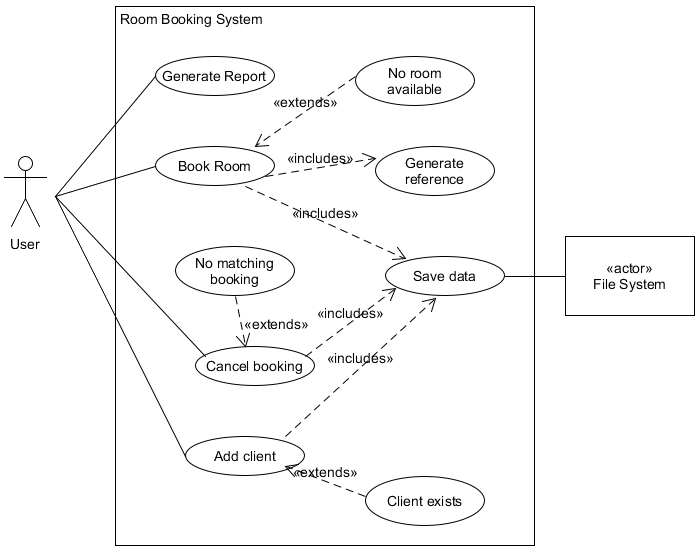 Room Booking System
Generate Report
No room
available
«extends»
Book Room
«includes»
Generate
reference
«includes»
User
No matching
booking
Save data
«actor»
File System
«extends»
«includes»
Cancel booking
«includes»
Add client
«extends»
Client exists